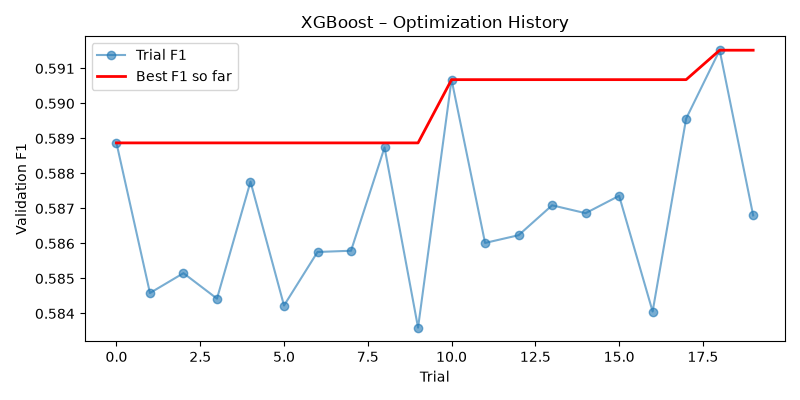 XGBoost – Optimization History
Trial F1
Best F1 so far
Validation F1
0.591
0.590
0.589
0.588
0.587
0.586
0.585
0.584
0.0 2.5 5.0 7.5 10.0 12.5 15.0 17.5
Trial